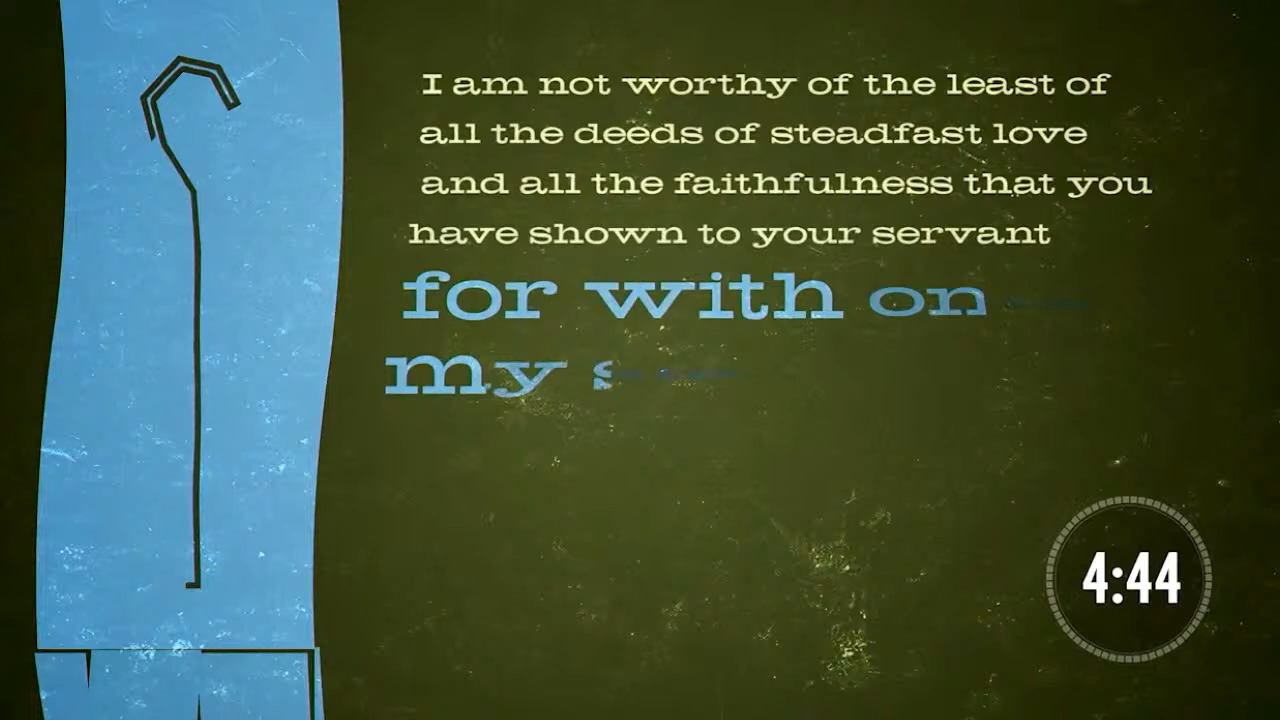 I am not worthy of the least of
all the deeds of steadfast love
and all the faithfulness that you
have shown to your servant
for with on
my s
4:44